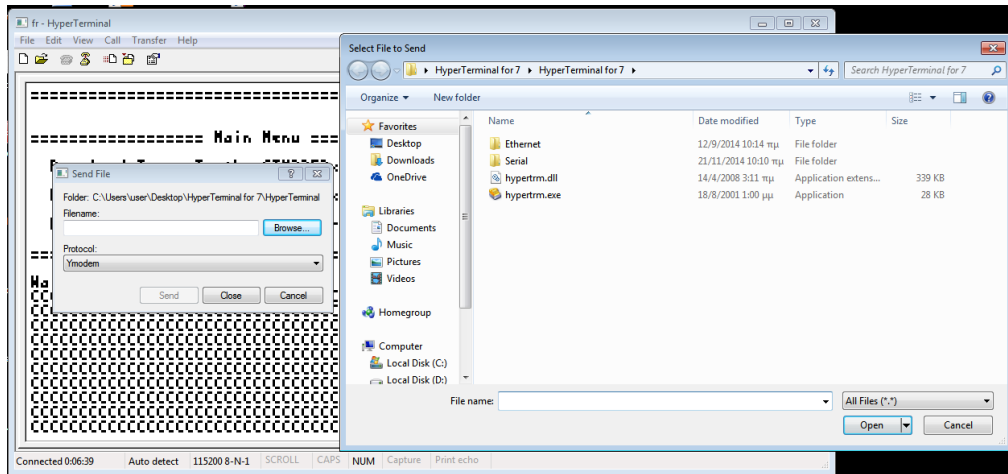 fr - HyperTerminal
File Edit View Call Transfer Help
================================
================== Main Menu ===
Send File
Folder: C:\Users\user\Desktop\HyperTerminal for 7\HyperTerminal
Filename:
Browse...
Protocol:
Ymodem
Send Close Cancel
Connected 0:06:39 Auto detect 115200 8-N-1 SCROLL CAPS NUM Capture Print echo
Select File to Send
HyperTerminal for 7 HyperTerminal for 7
Search HyperTerminal for 7
Organize New folder
Favorites
Desktop
Downloads
OneDrive
Libraries
Documents
Music
Pictures
Videos
Homegroup
Computer
Local Disk (C:)
Local Disk (D:)
Name Date modified Type Size
Ethernet 12/9/2014 10:14 πμ File folder
Serial 21/11/2014 10:10 πμ File folder
hypertrm.dll 14/4/2008 3:11 πμ Application extens... 339 KB
hypertrm.exe 18/8/2001 1:00 μμ Application 28 KB
File name:
All Files (*.*)
Open Cancel